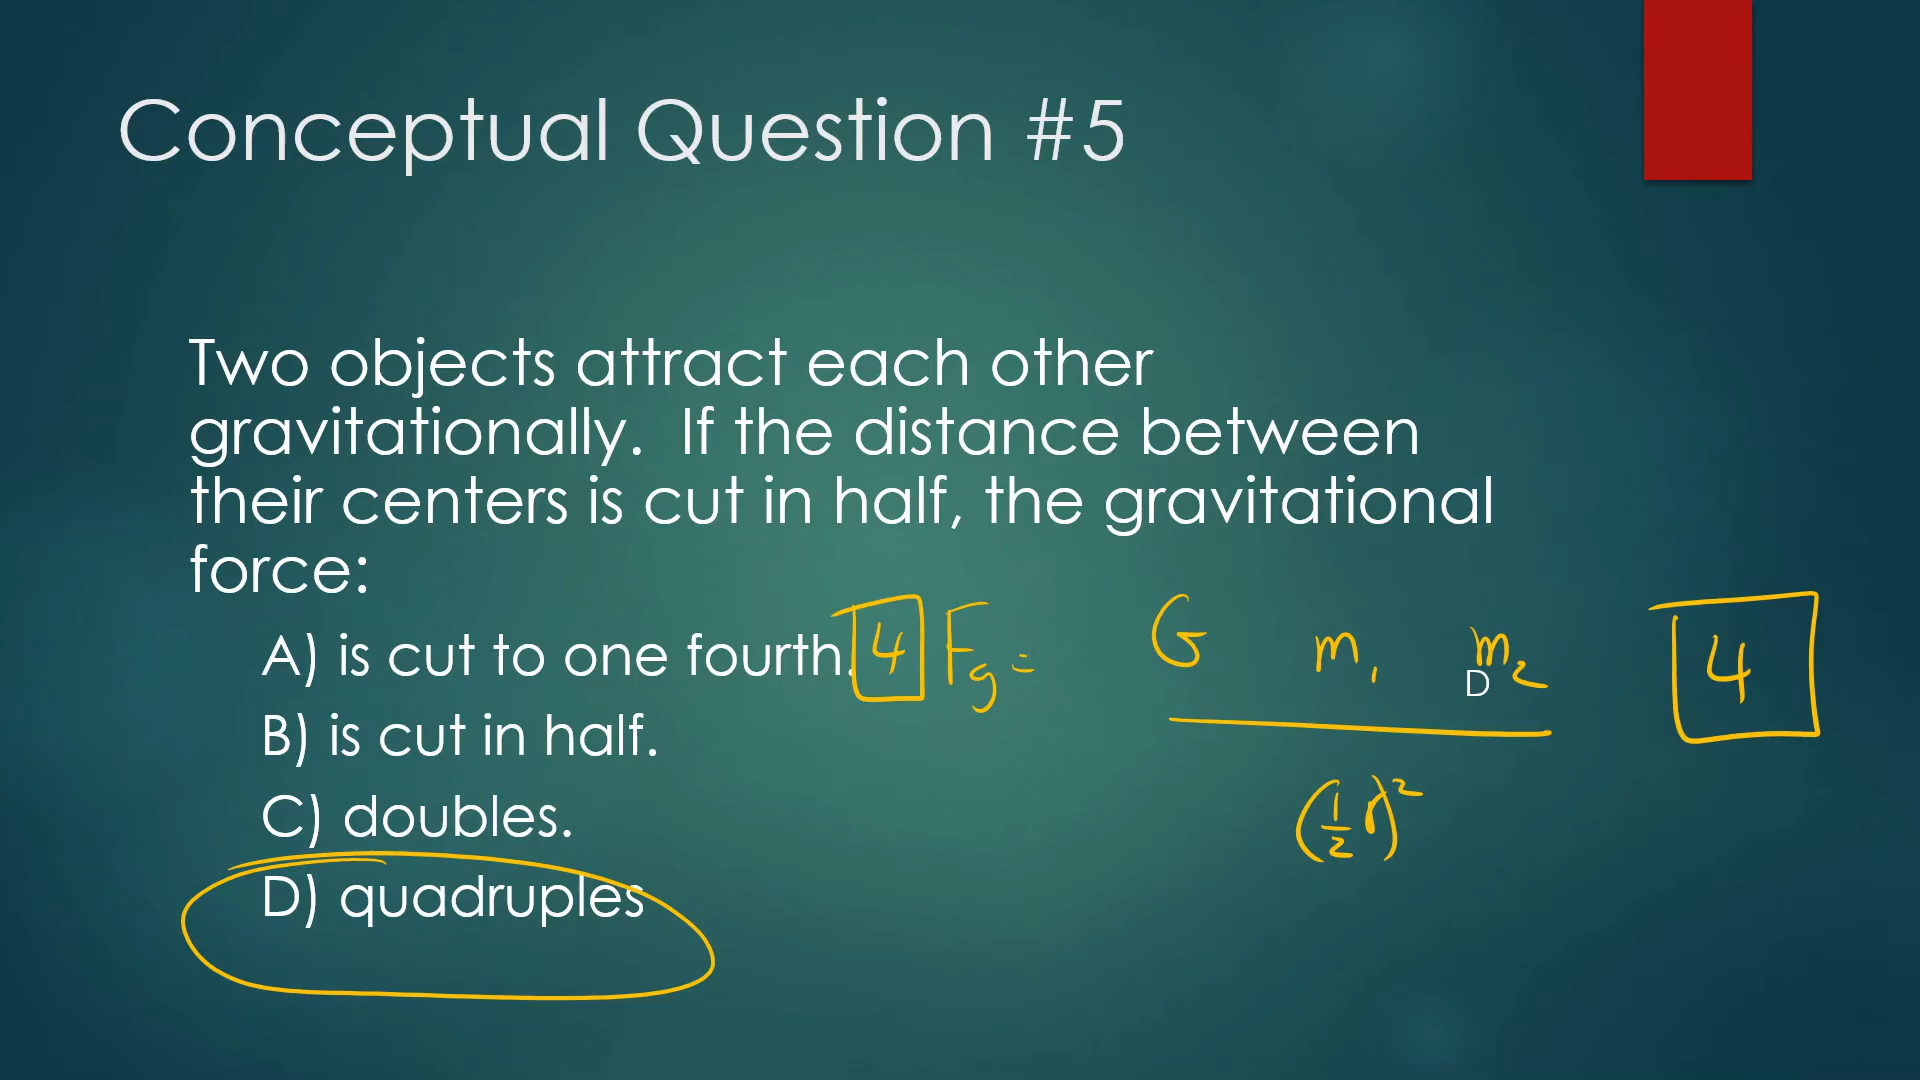 Conceptual Question #5
Two objects attract each other
gravitationally. If the distance between
their centers is cut in half, the gravitational
force:
A) is cut to one fourth.
B) is cut in half.
C) doubles.
D) quadruples
4 Fg = G m1 m2 4
D
(1/2 r)²